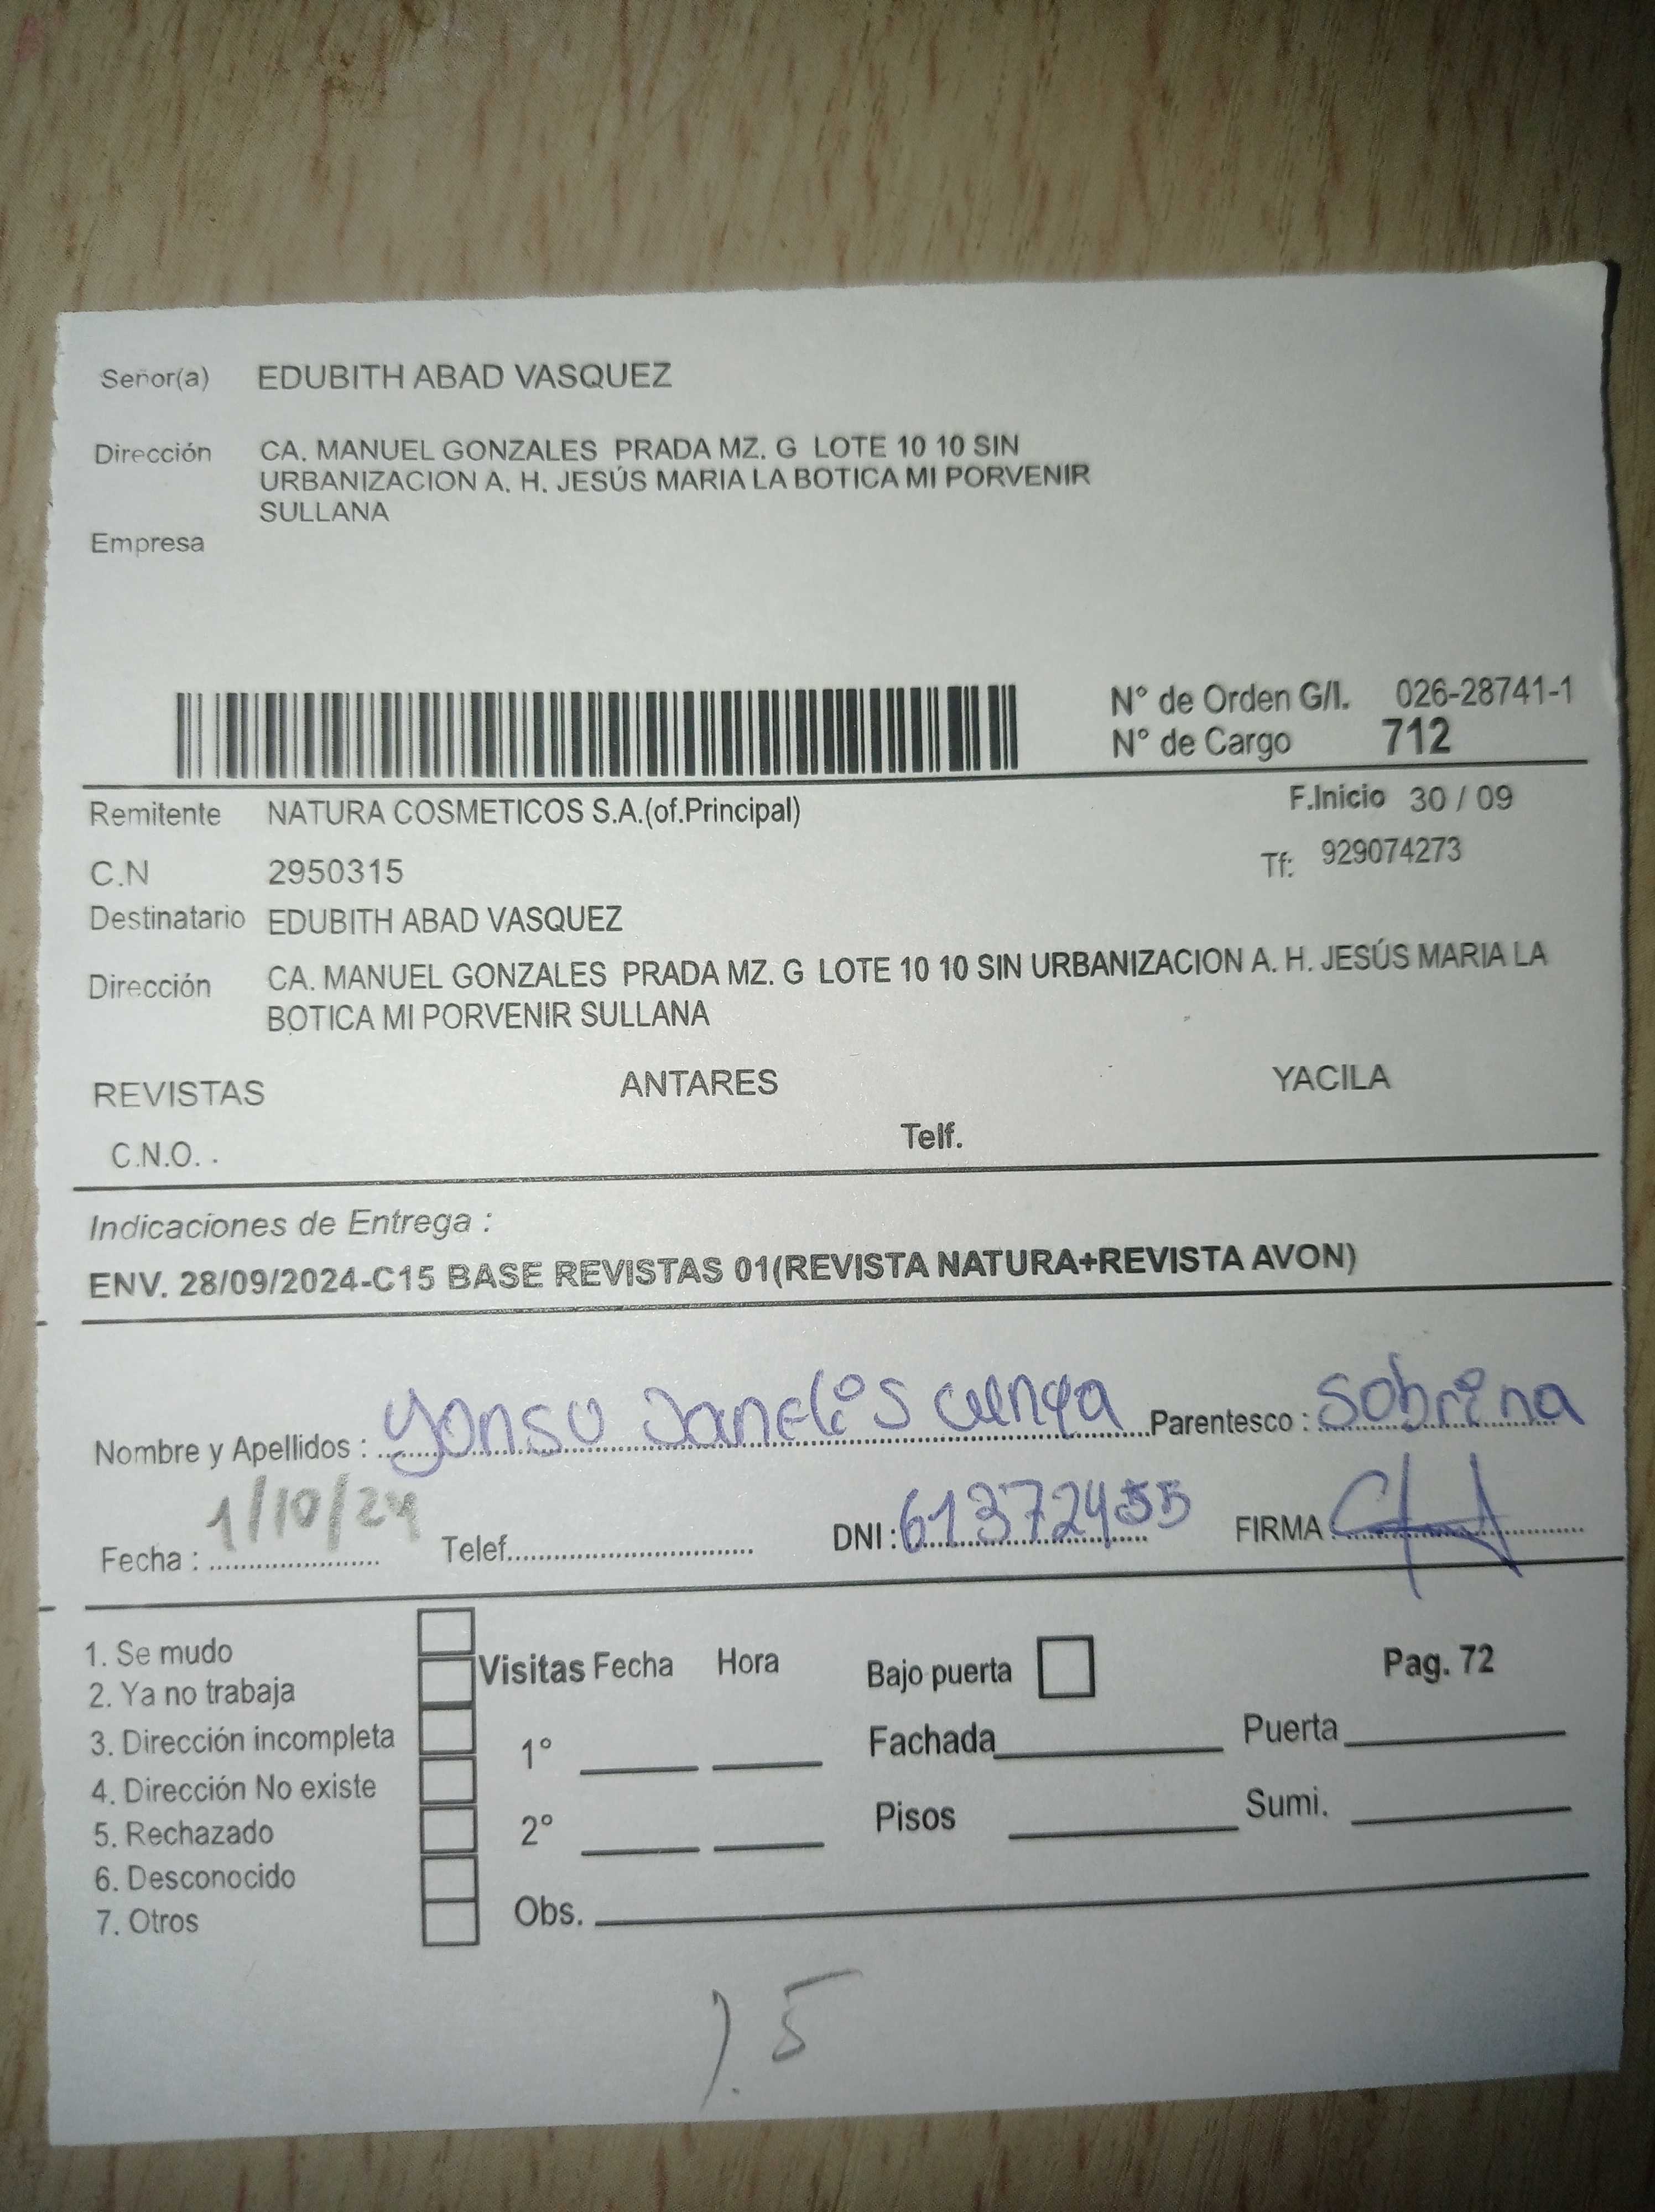 Señor(a) EDUBITH ABAD VASQUEZ
Dirección CA. MANUEL GONZALES PRADA MZ. G LOTE 10 10 SIN
URBANIZACION A. H. JESÚS MARIA LA BOTICA MI PORVENIR
SULLANA
Empresa
N° de Orden G/I. 026-28741-1
N° de Cargo 712
Remitente NATURA COSMETICOS S.A.(of.Principal) F.Inicio 30 / 09
C.N 2950315 Tf: 929074273
Destinatario EDUBITH ABAD VASQUEZ
Dirección CA. MANUEL GONZALES PRADA MZ. G LOTE 10 10 SIN URBANIZACION A. H. JESÚS MARIA LA
BOTICA MI PORVENIR SULLANA
REVISTAS ANTARES YACILA
C.N.O. . Telf.
Indicaciones de Entrega :
ENV. 28/09/2024-C15 BASE REVISTAS 01(REVISTA NATURA+REVISTA AVON)
Nombre y Apellidos : Parentesco : Sobrina
Fecha : 1/10/24 Telef. DNI : FIRMA :
1. Se mudo
2. Ya no trabaja
3. Dirección incompleta
4. Dirección No existe
5. Rechazado
6. Desconocido
7. Otros
Visitas Fecha Hora Bajo puerta Pag. 72
1° Fachada Puerta
2° Pisos Sumi.
Obs.